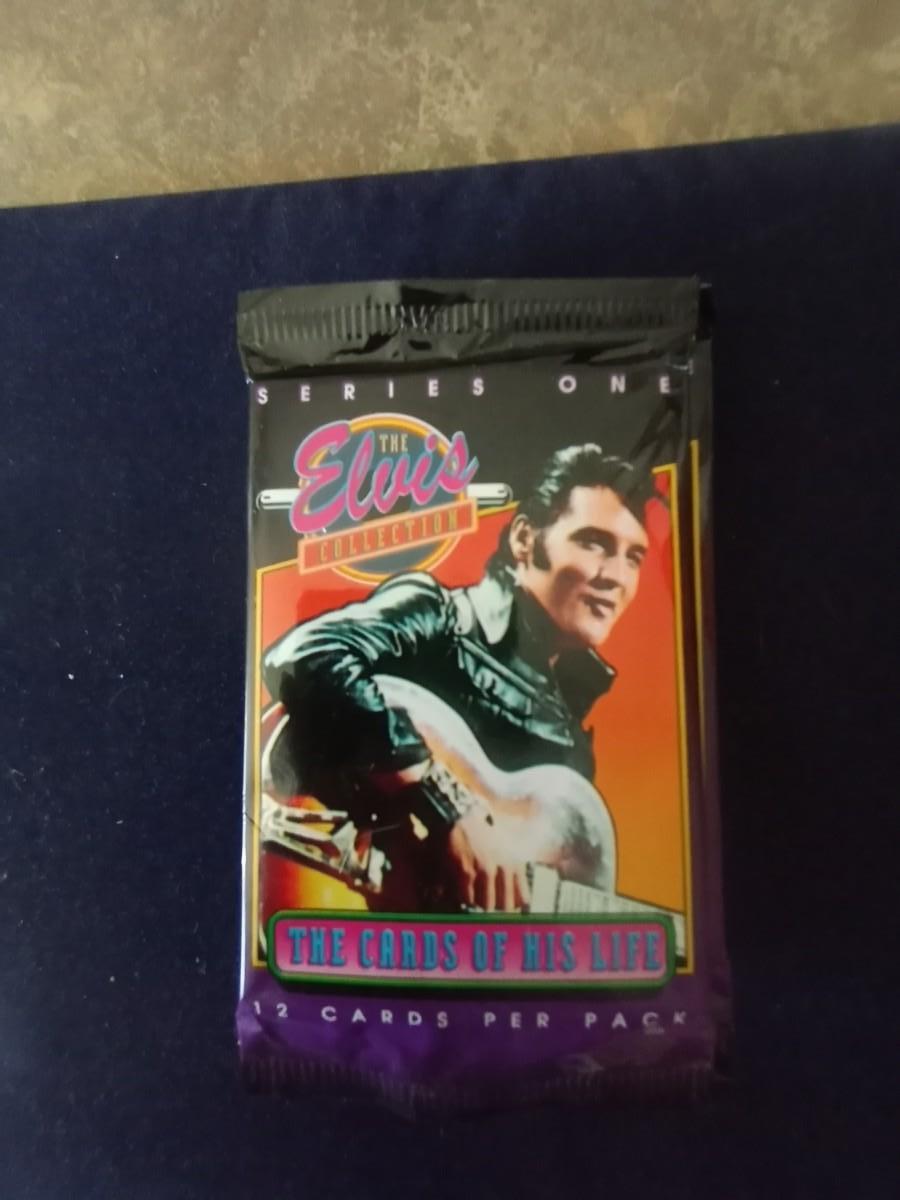 SERIES ONE
THE
Elvis
COLLECTION
THE CARDS OF HIS LIFE
12 CARDS PER PACK